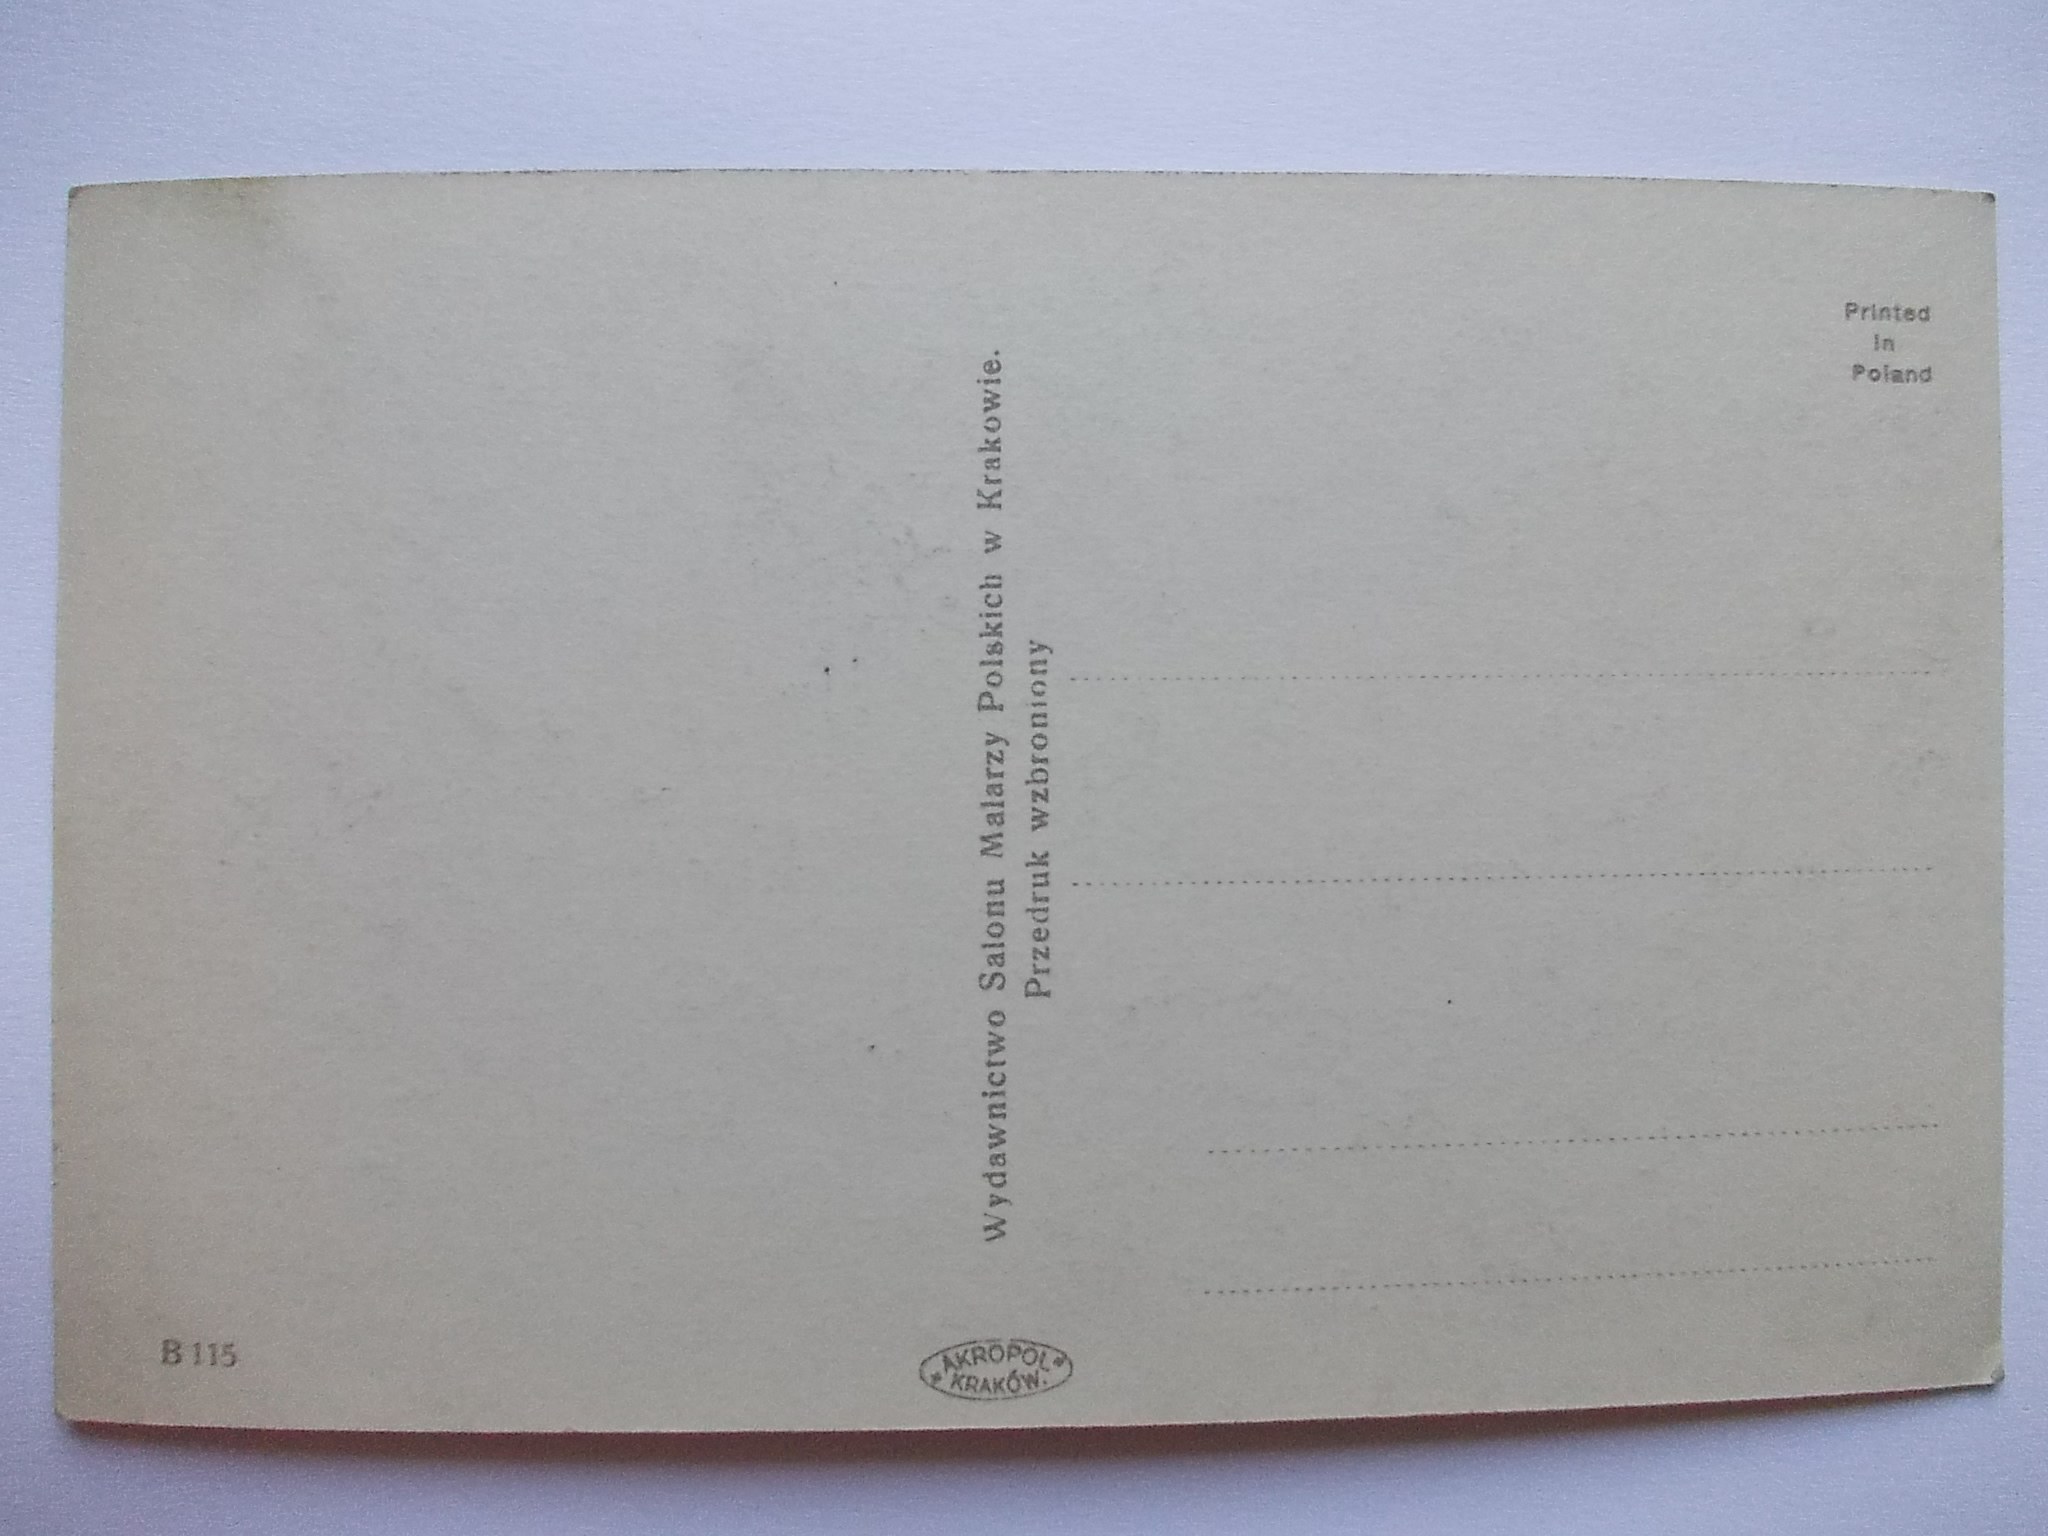 Printed
in
Poland
Wydawnictwo Salonu Malarzy Polskich w Krakowie.
Przedruk wzbroniony
B 115
AKROPOL
KRAKÓW.